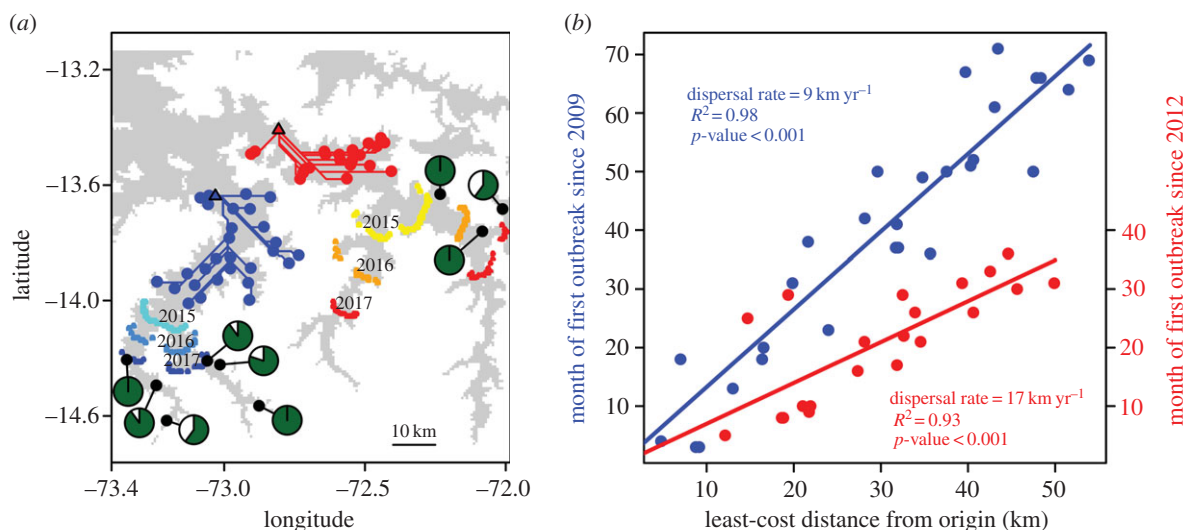 (a)
−13.2
−13.6
−14.0
−14.6
latitude
−73.4
−73.0
−72.5
−72.0
longitude
2015
2016
2017
2015
2016
2017
10 km
(b)
month of first outbreak since 2009
70
60
50
40
30
20
10
dispersal rate = 9 km yr⁻¹
R² = 0.98
p-value < 0.001
dispersal rate = 17 km yr⁻¹
R² = 0.93
p-value < 0.001
40
30
20
10
month of first outbreak since 2012
10
20
30
40
50
least-cost distance from origin (km)